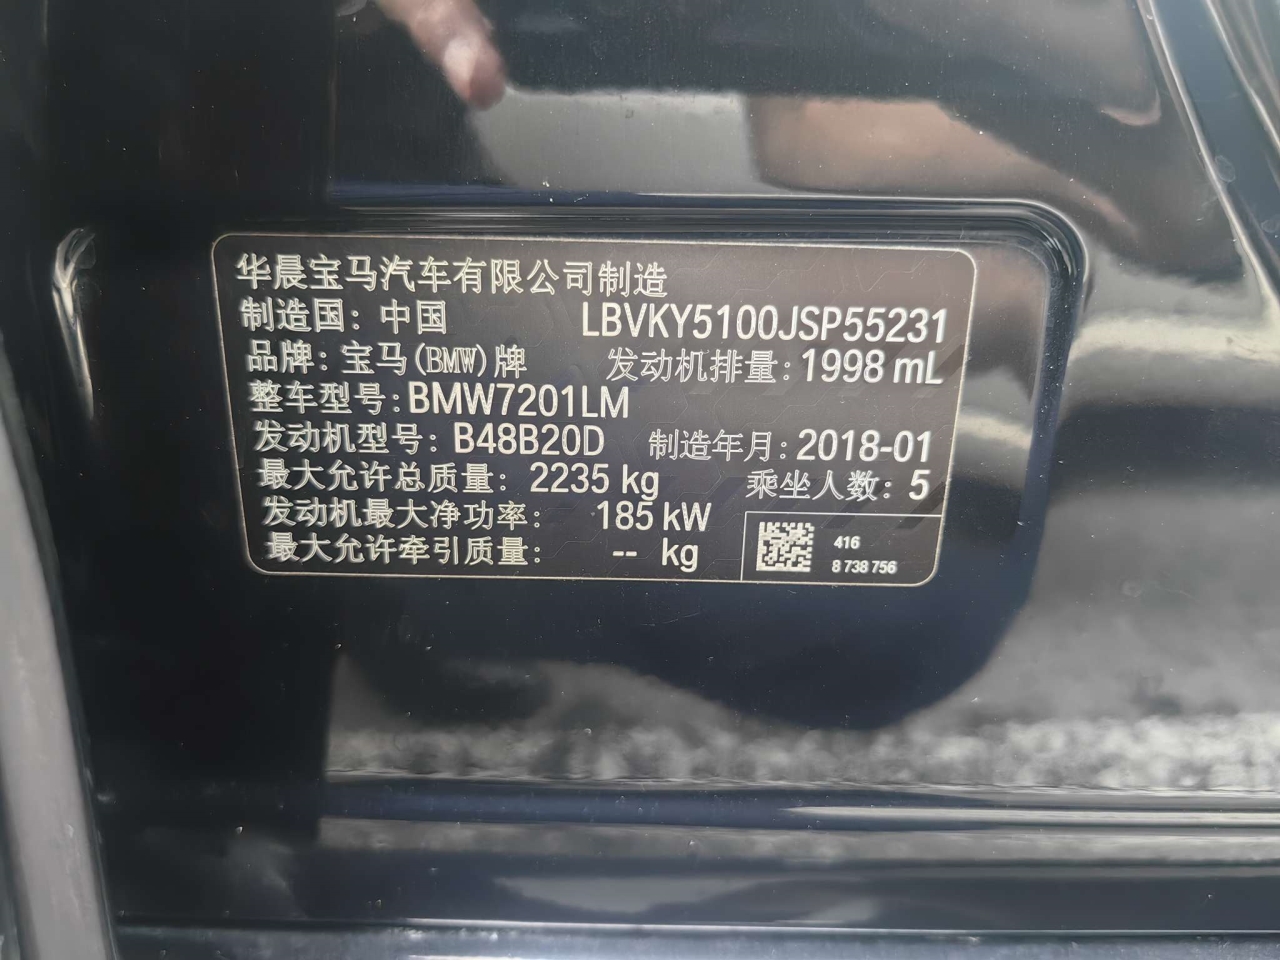 华晨宝马汽车有限公司制造
制造国：中国 LBVKY5100JSP55231
品牌：宝马(BMW)牌 发动机排量：1998 mL
整车型号：BMW7201LM
发动机型号：B48B20D 制造年月：2018-01
最大允许总质量：2235 kg 乘坐人数：5
发动机最大净功率：185 kW
最大允许牵引质量：-- kg
416
8 738 756